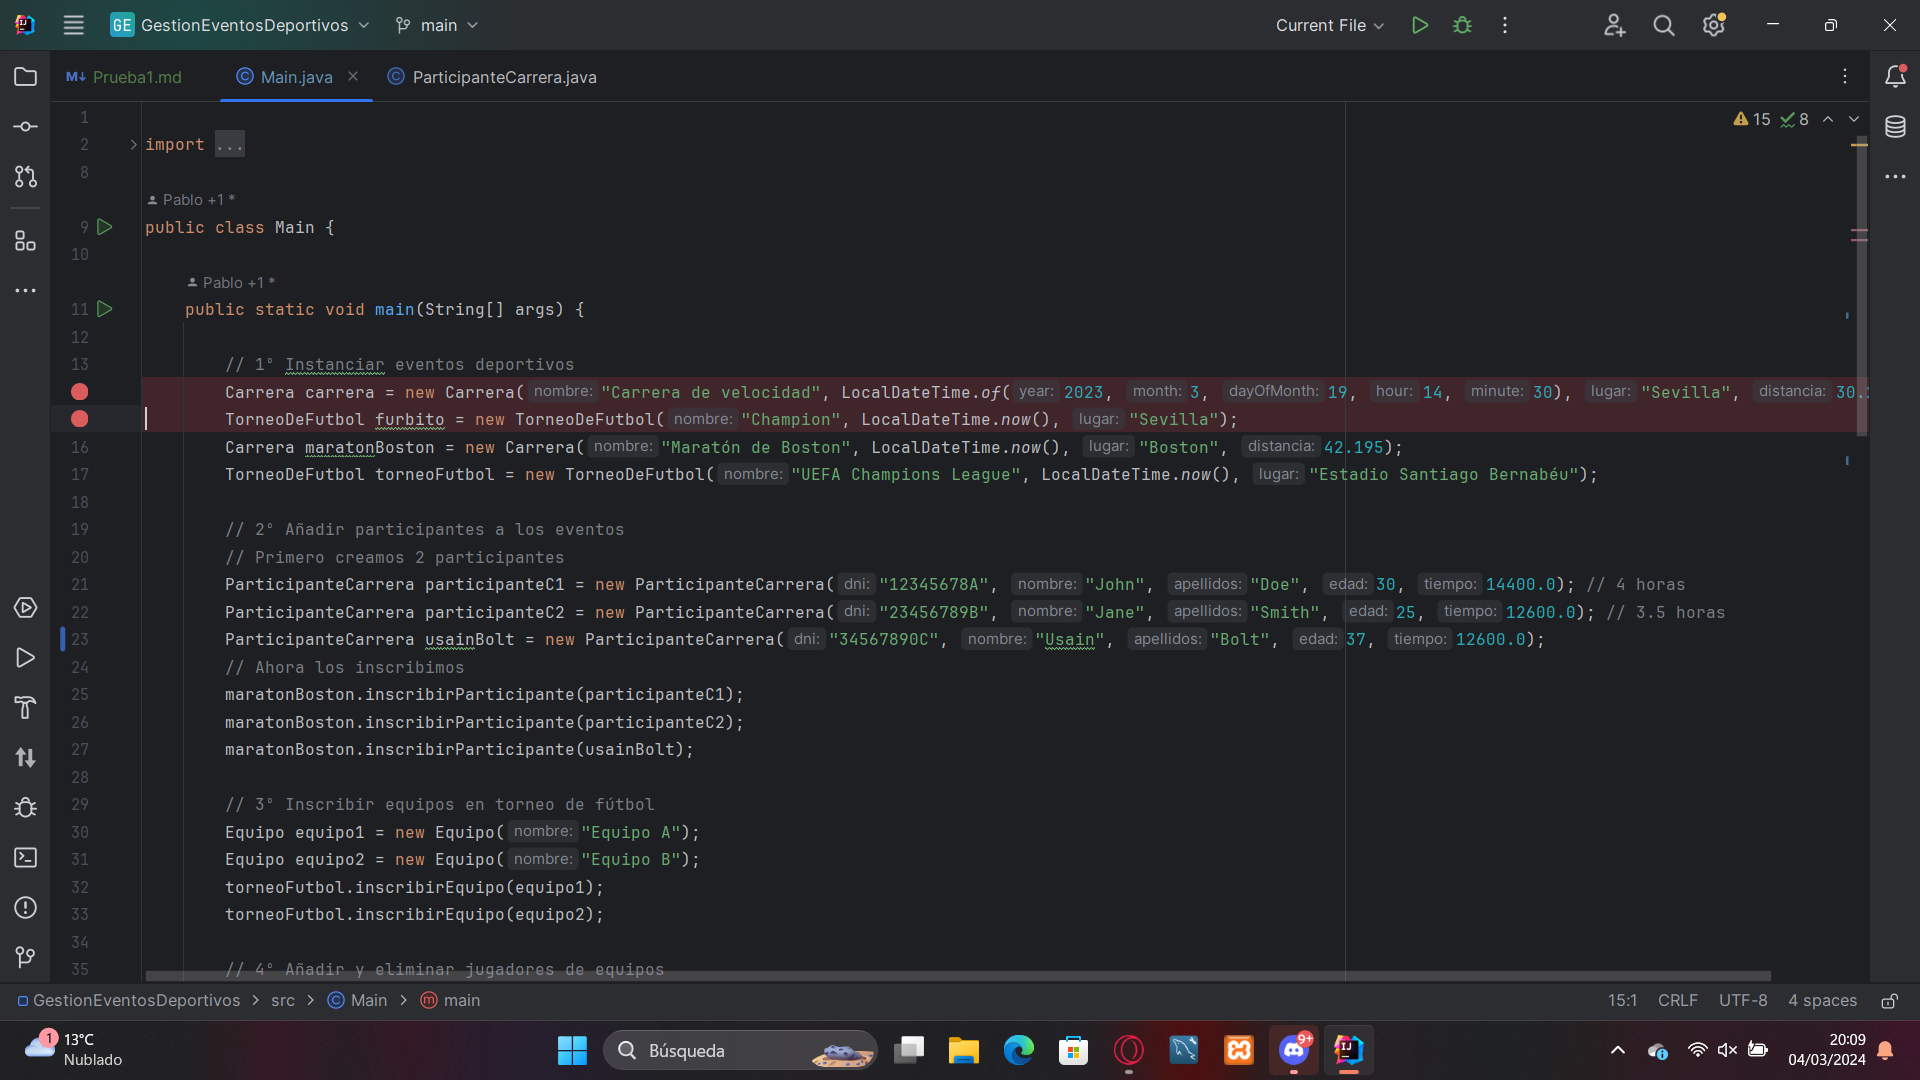 GE GestionEventosDeportivos main Current File
Prueba1.md Main.java ParticipanteCarrera.java
15 8
1
2 import ...
8
Pablo +1 *
9 public class Main {
10
Pablo +1 *
11 public static void main(String[] args) {
12
13 // 1º Instanciar eventos deportivos
Carrera carrera = new Carrera( nombre: "Carrera de velocidad", LocalDateTime.of( year: 2023, month: 3, dayOfMonth: 19, hour: 14, minute: 30), lugar: "Sevilla", distancia: 30.
TorneoDeFutbol furbito = new TorneoDeFutbol( nombre: "Champion", LocalDateTime.now(), lugar: "Sevilla");
16 Carrera maratonBoston = new Carrera( nombre: "Maratón de Boston", LocalDateTime.now(), lugar: "Boston", distancia: 42.195);
17 TorneoDeFutbol torneoFutbol = new TorneoDeFutbol( nombre: "UEFA Champions League", LocalDateTime.now(), lugar: "Estadio Santiago Bernabéu");
18
19 // 2º Añadir participantes a los eventos
20 // Primero creamos 2 participantes
21 ParticipanteCarrera participanteC1 = new ParticipanteCarrera( dni: "12345678A", nombre: "John", apellidos: "Doe", edad: 30, tiempo: 14400.0); // 4 horas
22 ParticipanteCarrera participanteC2 = new ParticipanteCarrera( dni: "23456789B", nombre: "Jane", apellidos: "Smith", edad: 25, tiempo: 12600.0); // 3.5 horas
23 ParticipanteCarrera usainBolt = new ParticipanteCarrera( dni: "34567890C", nombre: "Usain", apellidos: "Bolt", edad: 37, tiempo: 12600.0);
24 // Ahora los inscribimos
25 maratonBoston.inscribirParticipante(participanteC1);
26 maratonBoston.inscribirParticipante(participanteC2);
27 maratonBoston.inscribirParticipante(usainBolt);
28
29 // 3º Inscribir equipos en torneo de fútbol
30 Equipo equipo1 = new Equipo( nombre: "Equipo A");
31 Equipo equipo2 = new Equipo( nombre: "Equipo B");
32 torneoFutbol.inscribirEquipo(equipo1);
33 torneoFutbol.inscribirEquipo(equipo2);
34
35 // 4º Añadir y eliminar jugadores de equipos
GestionEventosDeportivos > src > Main > main 15:1 CRLF UTF-8 4 spaces
1 13°C
Nublado
Búsqueda
9+
20:09
04/03/2024